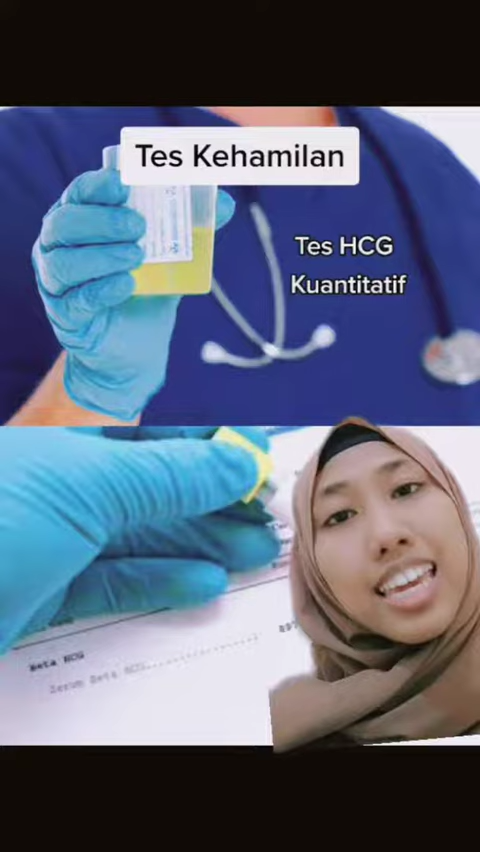 Tes Kehamilan
Tes HCG
Kuantitatif
Beta HCG
Serum Beta HCG